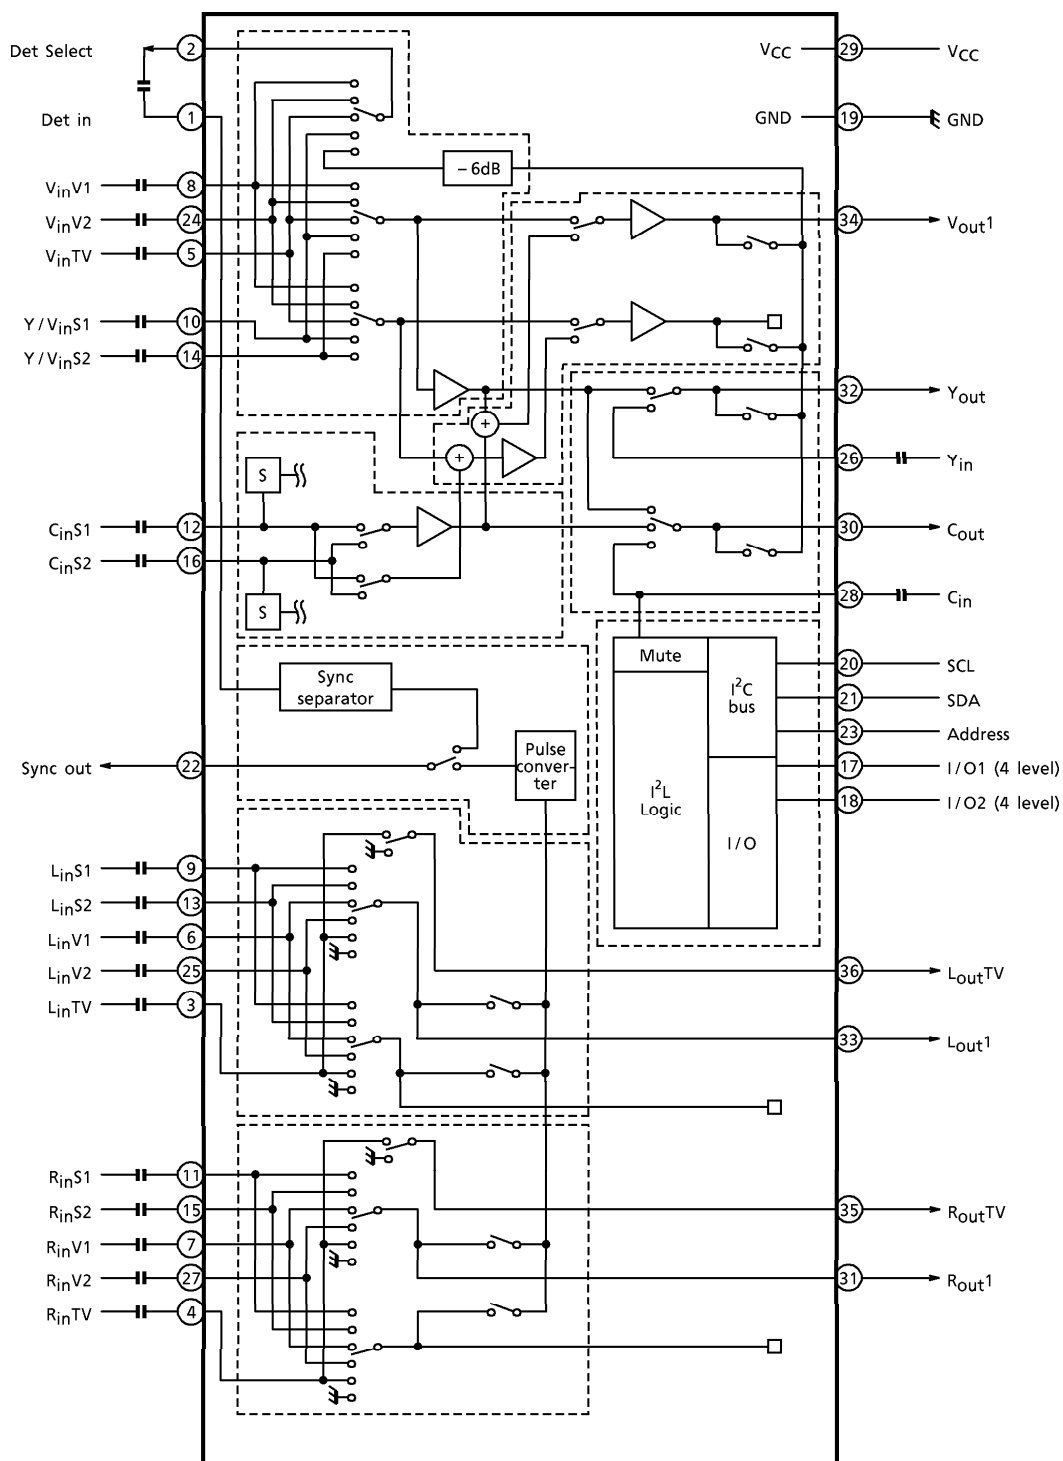 Det Select 2 VCC 29 VCC
Det in 1 GND 19 GND
–6dB
VinV1 8
VinV2 24 34 Vout1
VinTV 5
Y/VinS1 10
Y/VinS2 14
32 Yout
+
+ 26 Yin
S
CinS1 12 30 Cout
CinS2 16
S 28 Cin
Mute
Sync
separator
I²C
bus
20 SCL
21 SDA
23 Address
Sync out 22
Pulse
conver-
ter
I²L
Logic
17 I/O1 (4 level)
18 I/O2 (4 level)
I/O
LinS1 9
LinS2 13
LinV1 6
LinV2 25 36 LoutTV
LinTV 3
33 Lout1
RinS1 11
RinS2 15 35 RoutTV
RinV1 7
RinV2 27 31 Rout1
RinTV 4